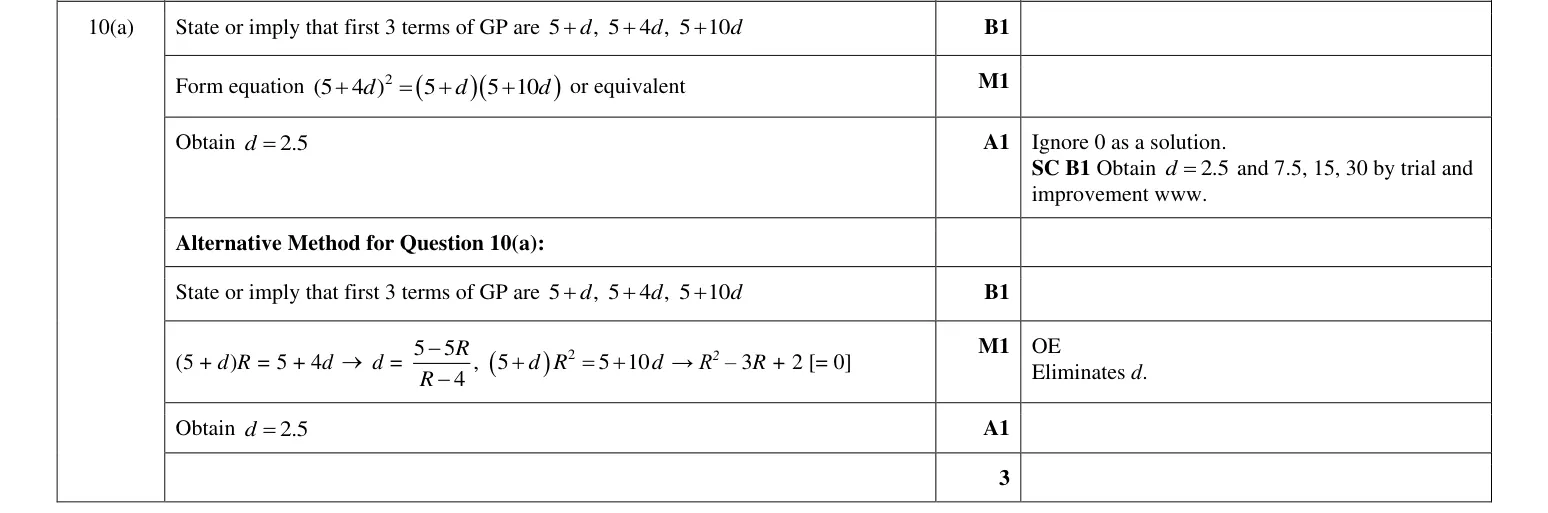 10(a) State or imply that first 3 terms of GP are 5 + d, 5 + 4d, 5 + 10d B1
Form equation (5 + 4d)² = (5 + d)(5 + 10d) or equivalent M1
Obtain d = 2.5 A1 Ignore 0 as a solution.
SC B1 Obtain d = 2.5 and 7.5, 15, 30 by trial and
improvement www.
Alternative Method for Question 10(a):
State or imply that first 3 terms of GP are 5 + d, 5 + 4d, 5 + 10d B1
(5 + d)R = 5 + 4d → d = (5 − 5R)/(R − 4), (5 + d)R² = 5 + 10d → R² – 3R + 2 [= 0] M1 OE
Eliminates d.
Obtain d = 2.5 A1
3